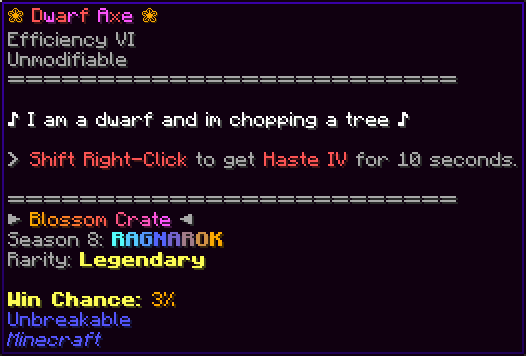 ❀ Dwarf Axe ❀
Efficiency VI
Unmodifiable
==============================
♪ I am a dwarf and im chopping a tree ♪
> Shift Right-Click to get Haste IV for 10 seconds.
==============================
► Blossom Crate ◄
Season 8: RAGNAROK
Rarity: Legendary
Win Chance: 3%
Unbreakable
Minecraft